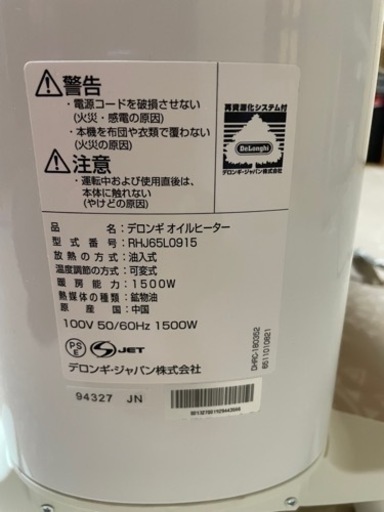 警告
・電源コードを破損させない
(火災・感電の原因)
・本機を布団や衣類で覆わない
(火災の原因)
注意
・運転中および使用直後は、
本体に触れない
(やけどの原因)
再資源化システム付
DeLonghi
デロンギ・ジャパン株式会社
品 名:デロンギ オイルヒーター
型式番号:RHJ65L0915
放熱の方式:油入式
温度調節の方式:可変式
暖房能力:1500W
熱媒体の種類:鉱物油
原産国:中国
100V 50/60Hz 1500W
PS
E
S JET
デロンギ・ジャパン株式会社
DHRC-180352
6511010821
94327 JN